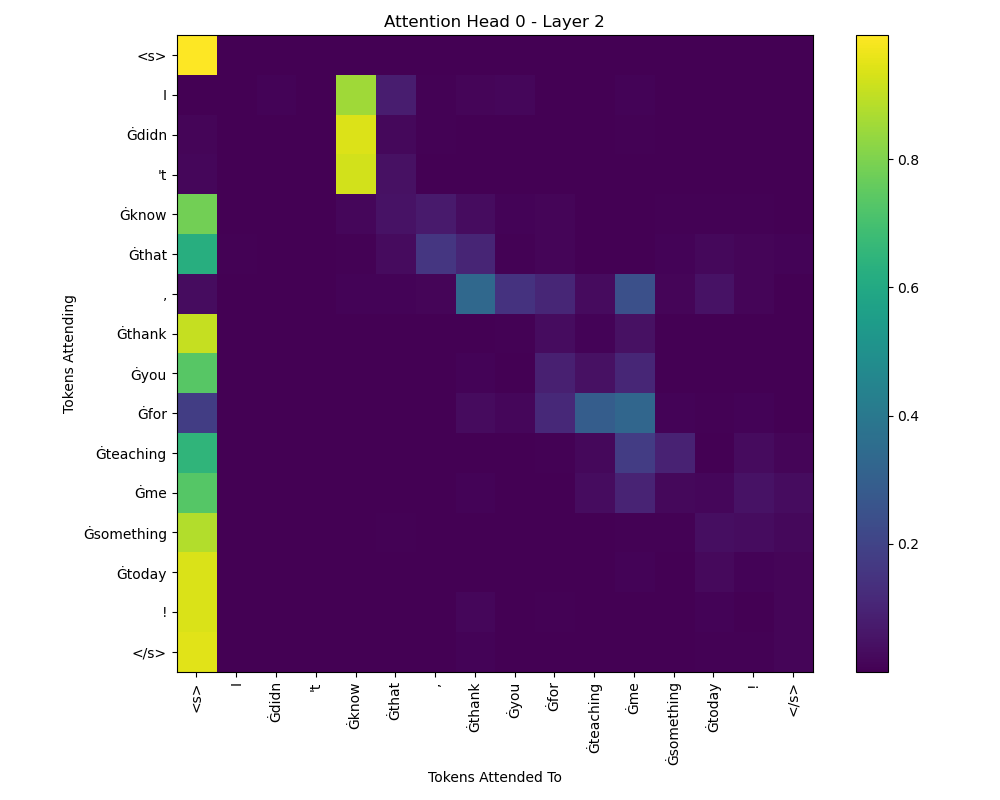 Attention Head 0 - Layer 2
Tokens Attending
<s>
I
Ġdidn
't
Ġknow
Ġthat
,
Ġthank
Ġyou
Ġfor
Ġteaching
Ġme
Ġsomething
Ġtoday
!
</s>
<s>
I
Ġdidn
't
Ġknow
Ġthat
,
Ġthank
Ġyou
Ġfor
Ġteaching
Ġme
Ġsomething
Ġtoday
!
</s>
Tokens Attended To
0.8
0.6
0.4
0.2